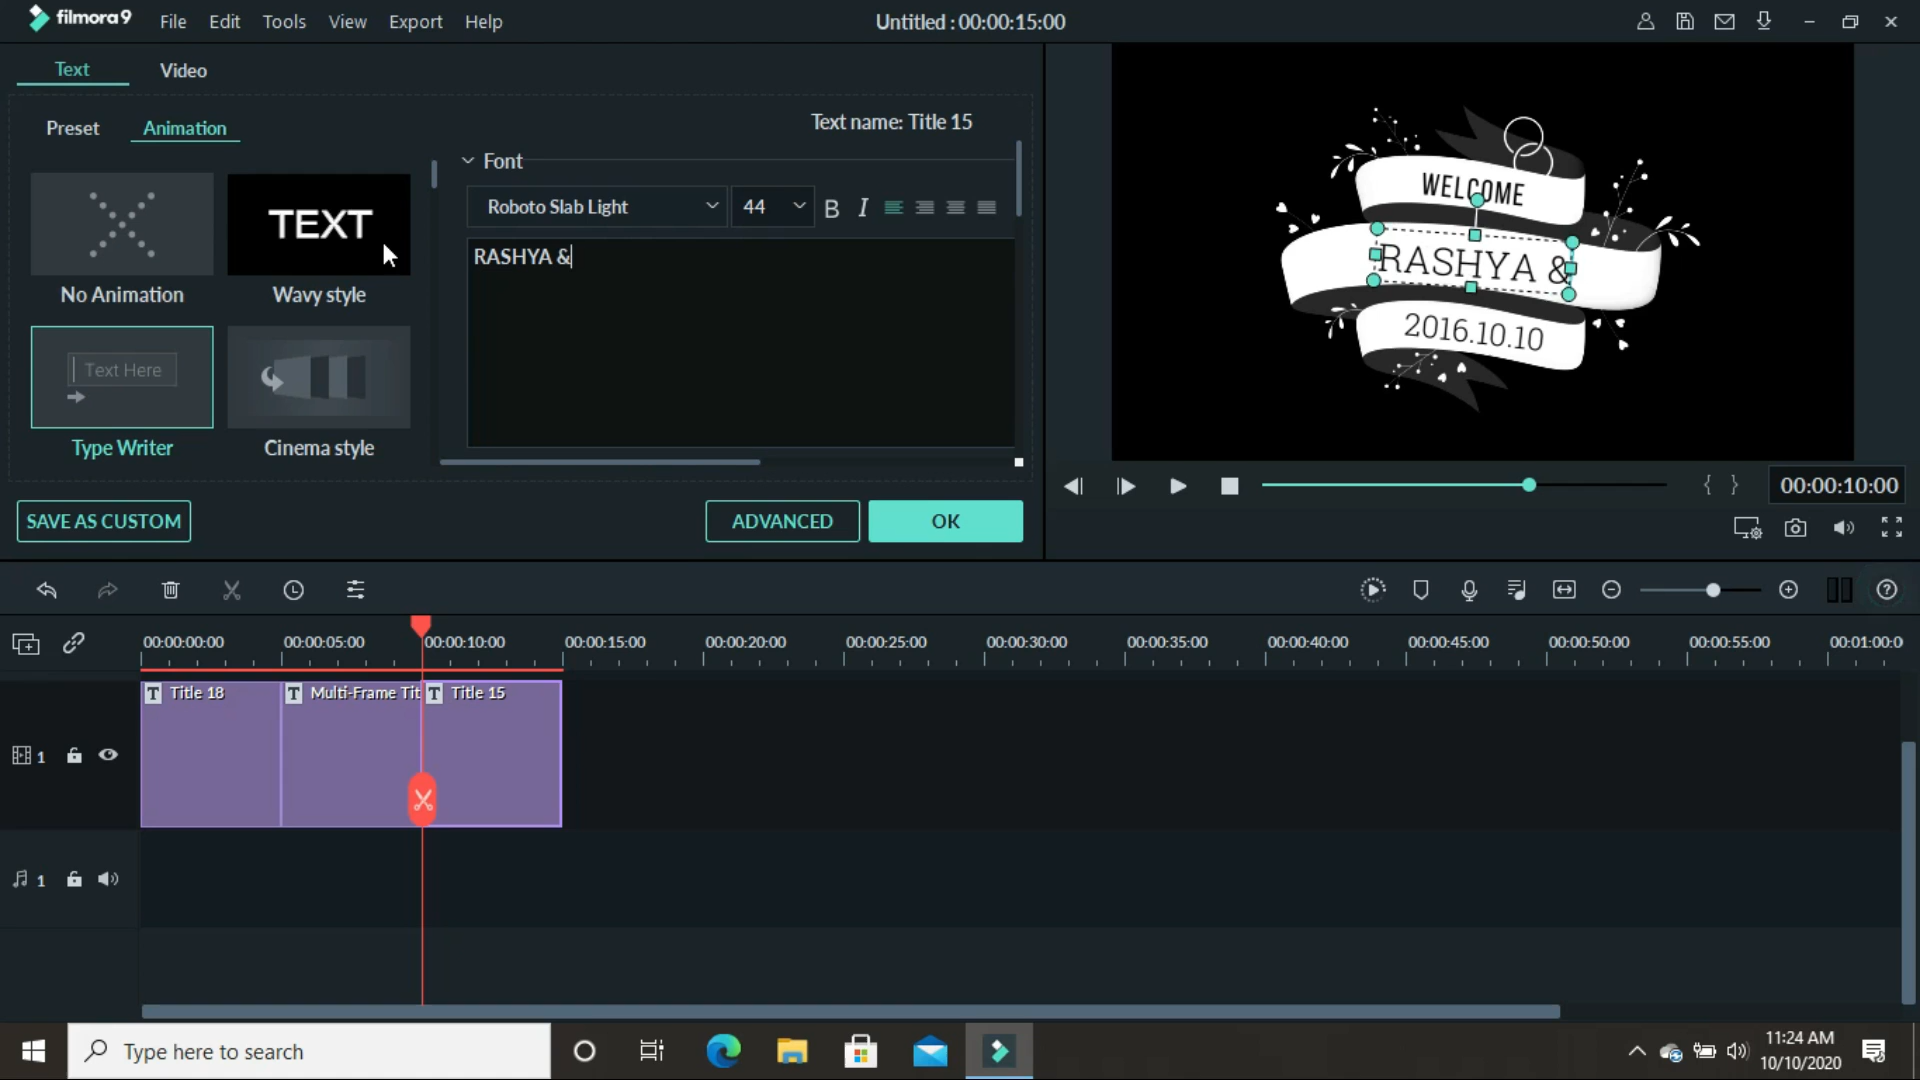 filmora9 File Edit Tools View Export Help Untitled : 00:00:15:00
Text Video
Preset Animation Text name: Title 15
Font
Roboto Slab Light 44 B I
RASHYA &
TEXT
No Animation Wavy style
Text Here
Type Writer Cinema style
SAVE AS CUSTOM ADVANCED OK
WELCOME
RASHYA &
2016.10.10
{ } 00:00:10:00
00:00:00:00 00:00:05:00 00:00:10:00 00:00:15:00 00:00:20:00 00:00:25:00 00:00:30:00 00:00:35:00 00:00:40:00 00:00:45:00 00:00:50:00 00:00:55:00 00:01:00:0
T Title 18 T Multi-Frame Tit T Title 15
1
1
Type here to search
11:24 AM
10/10/2020